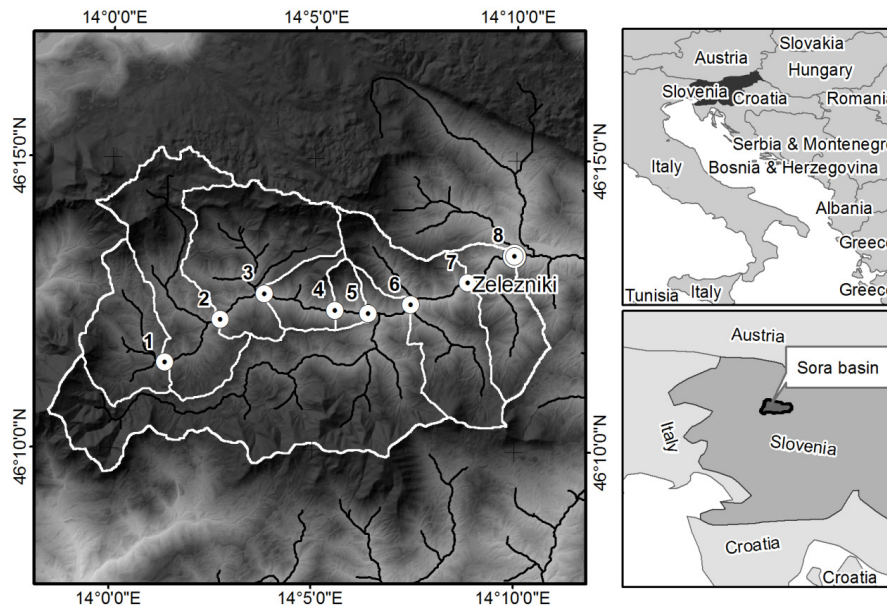 14°0'0"E
14°5'0"E
14°10'0"E
46°15'0"N
46°15'0"N
8
7
3
6
4
5
2
1
Zelezniki
46°10'0"N
46°10'0"N
14°0'0"E
14°5'0"E
14°10'0"E
Slovakia
Austria
Hungary
Slovenia
Croatia
Romania
Serbia & Montenegro
Italy
Bosnia & Herzegovina
Albania
Greece
Tunisia
Italy
Greece
Austria
Sora basin
Italy
Slovenia
Croatia
Croatia